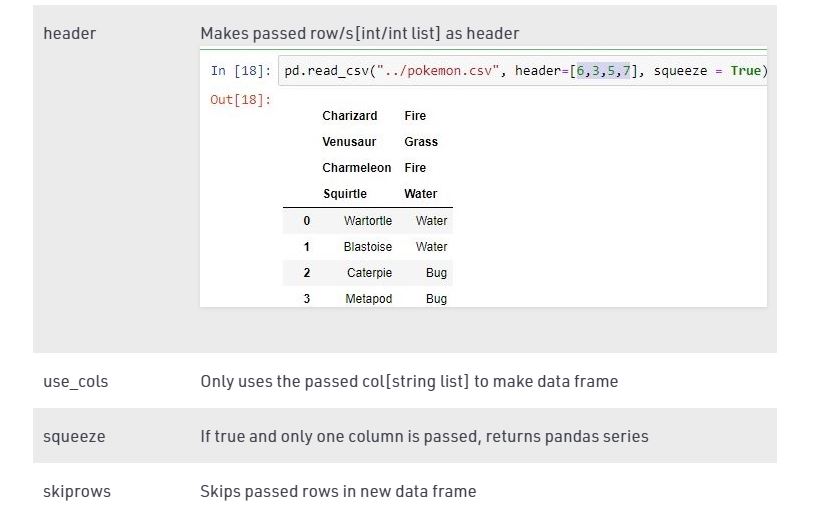 header Makes passed row/s[int/int list] as header
In [18]: pd.read_csv("../pokemon.csv", header=[6,3,5,7], squeeze = True)
Out[18]:
Charizard Fire
Venusaur Grass
Charmeleon Fire
Squirtle Water
0 Wartortle Water
1 Blastoise Water
2 Caterpie Bug
3 Metapod Bug
use_cols Only uses the passed col[string list] to make data frame
squeeze If true and only one column is passed, returns pandas series
skiprows Skips passed rows in new data frame